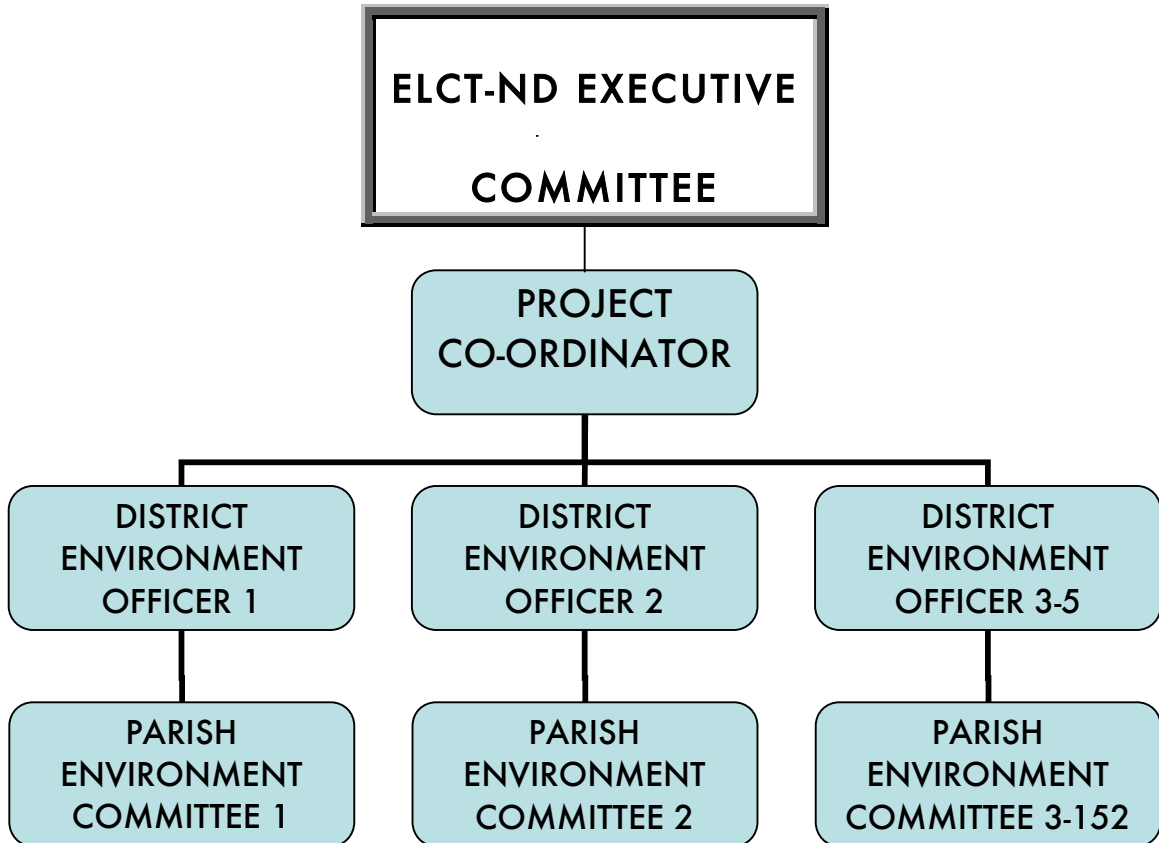 ELCT-ND EXECUTIVE
COMMITTEE
PROJECT
CO-ORDINATOR
DISTRICT
ENVIRONMENT
OFFICER 1
DISTRICT
ENVIRONMENT
OFFICER 2
DISTRICT
ENVIRONMENT
OFFICER 3-5
PARISH
ENVIRONMENT
COMMITTEE 1
PARISH
ENVIRONMENT
COMMITTEE 2
PARISH
ENVIRONMENT
COMMITTEE 3-152